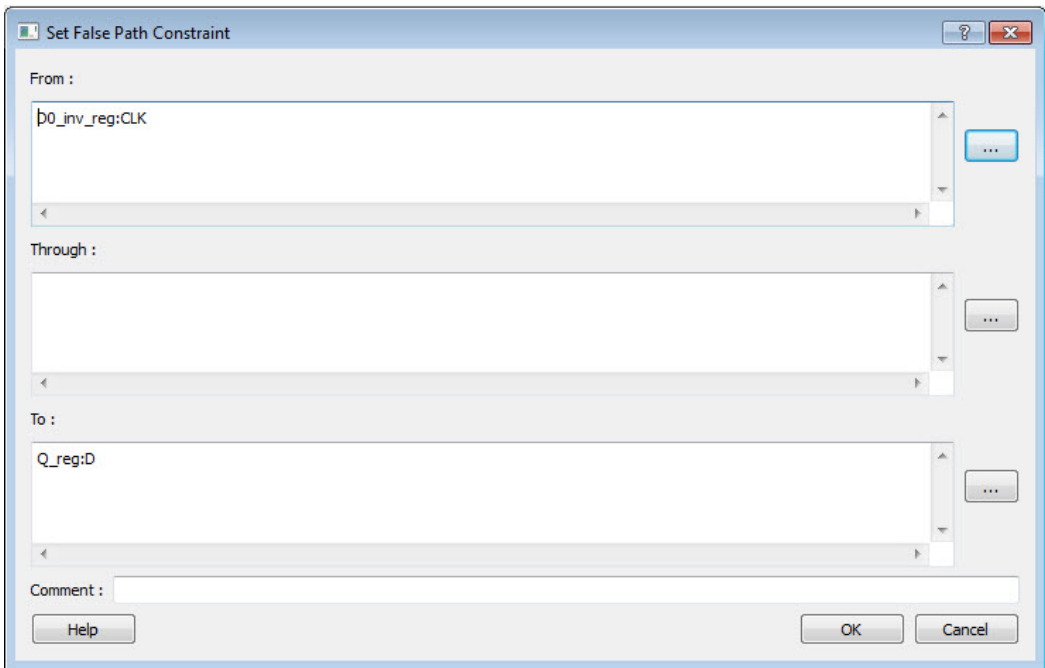 Set False Path Constraint
From :
D0_inv_reg:CLK
...
Through :
...
To :
Q_reg:D
...
Comment :
Help
OK
Cancel